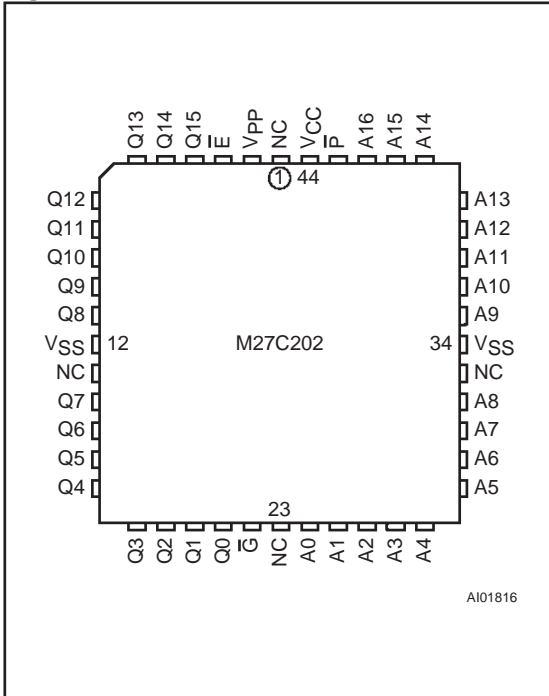 Q13 Q14 Q15 E̅ VPP NC VCC P̅ A16 A15 A14
1 44
Q12 A13
Q11 A12
Q10 A11
Q9 A10
Q8 A9
VSS 12 M27C202 34 VSS
NC NC
Q7 A8
Q6 A7
Q5 A6
Q4 A5
23
Q3 Q2 Q1 Q0 G̅ NC A0 A1 A2 A3 A4
AI01816